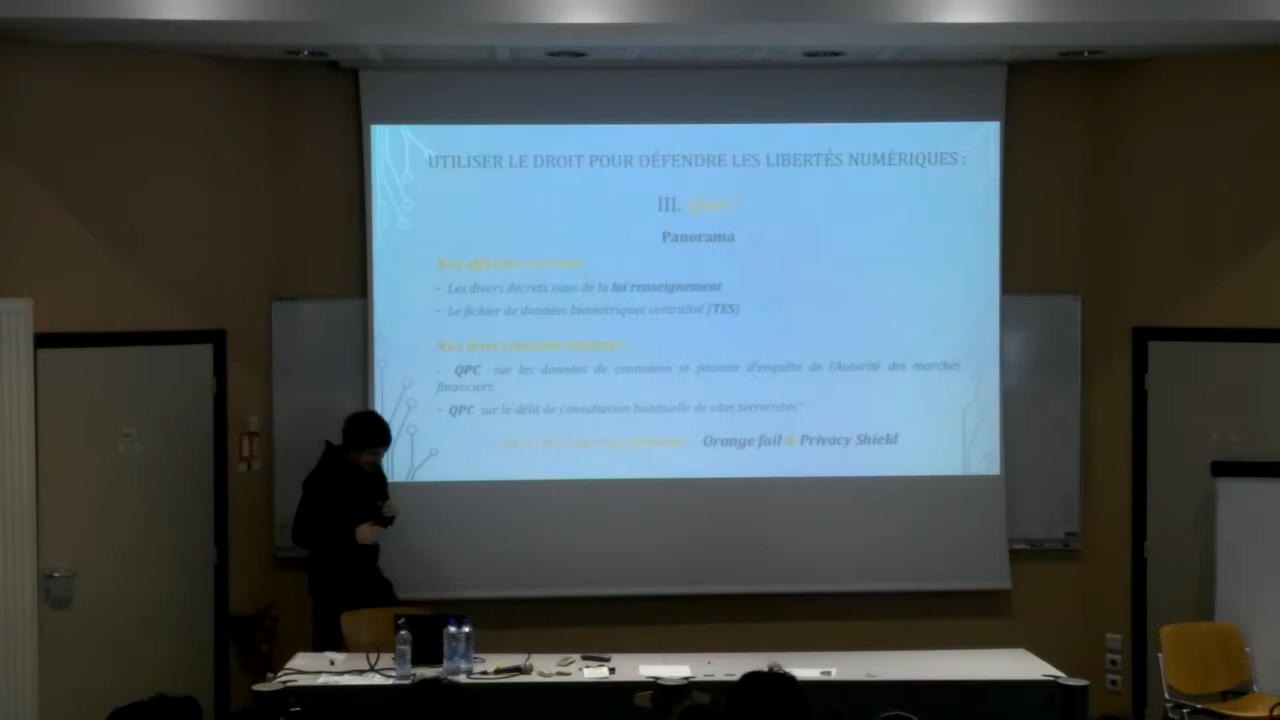 UTILISER LE DROIT POUR DÉFENDRE LES LIBERTÉS NUMÉRIQUES :
III. Quoi ?
Panorama
Nos affaires en cours
- Les divers décrets issus de la loi renseignement
- Le fichier de données biométriques centralisé (TES)
Nos
- QPC sur les données de connexion et pouvoir d'enquête de l'Autorité des marchés
financiers
- QPC sur le délit de consultation habituelle de sites terroristes"
Orange fail & Privacy Shield